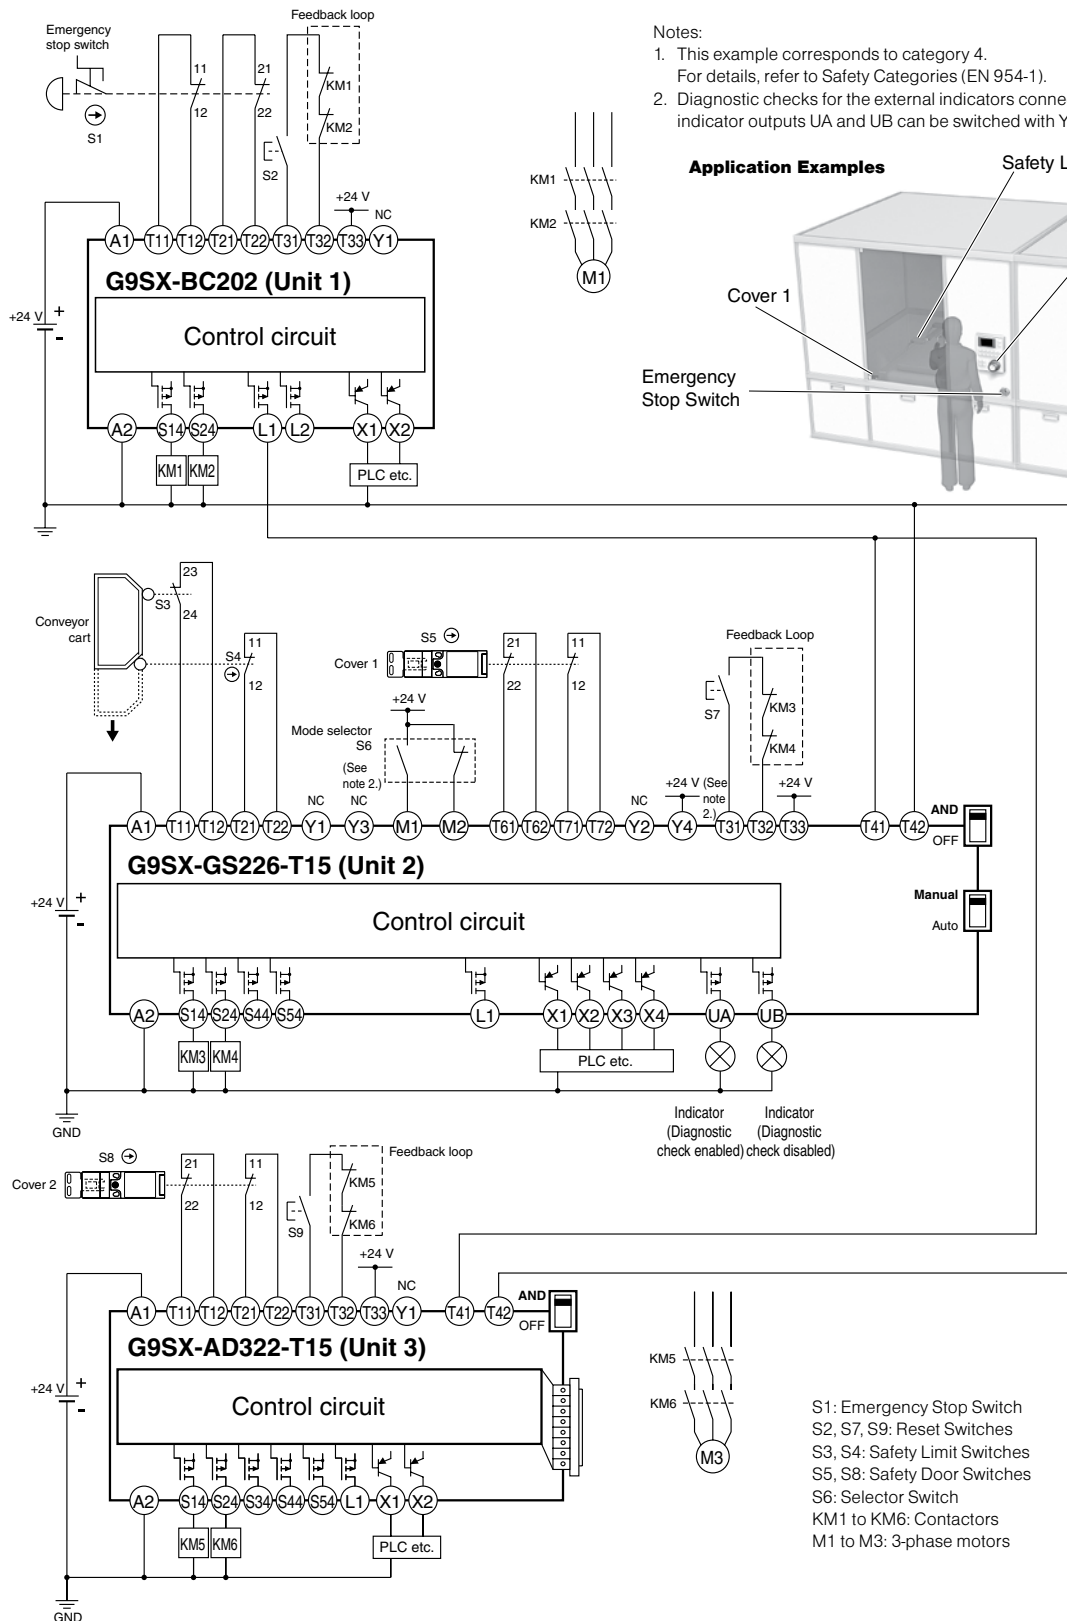 Emergency
stop switch
S1
11
12
21
22
Feedback loop
KM1
KM2
S2
+24 V
NC
A1 T11 T12 T21 T22 T31 T32 T33 Y1
G9SX-BC202 (Unit 1)
Control circuit
+24 V
+
-
A2 S14 S24 L1 L2 X1 X2
KM1 KM2
PLC etc.
KM1
KM2
M1
Notes:
1. This example corresponds to category 4.
For details, refer to Safety Categories (EN 954-1).
2. Diagnostic checks for the external indicators
indicator outputs UA and UB can be switched with
Application Examples
Safety
Cover 1
Emergency
Stop Switch
Conveyor
cart
S3
23
24
S4
11
12
Cover 1
S5
21
22
11
12
+24 V
Mode selector
S6
(See
note 2.)
Feedback Loop
S7
KM3
KM4
NC
NC
NC
+24 V
(See
note
2.)
+24 V
A1 T11 T12 T21 T22 Y1 Y3 M1 M2 T61 T62 T71 T72 Y2 Y4 T31 T32 T33 T41 T42
AND
OFF
G9SX-GS226-T15 (Unit 2)
Control circuit
Manual
Auto
+24 V
+
-
A2 S14 S24 S44 S54 L1 X1 X2 X3 X4 UA UB
KM3 KM4
PLC etc.
GND
Indicator
(Diagnostic
check enabled)
Indicator
(Diagnostic
check disabled)
Cover 2
S8
21
22
11
12
S9
Feedback loop
KM5
KM6
+24 V
NC
A1 T11 T12 T21 T22 T31 T32 T33 Y1 T41 T42
AND
OFF
G9SX-AD322-T15 (Unit 3)
Control circuit
+24 V
+
-
A2 S14 S24 S34 S44 S54 L1 X1 X2
KM5 KM6
PLC etc.
GND
KM5
KM6
M3
S1: Emergency Stop Switch
S2, S7, S9: Reset Switches
S3, S4: Safety Limit Switches
S5, S8: Safety Door Switches
S6: Selector Switch
KM1 to KM6: Contactors
M1 to M3: 3-phase motors